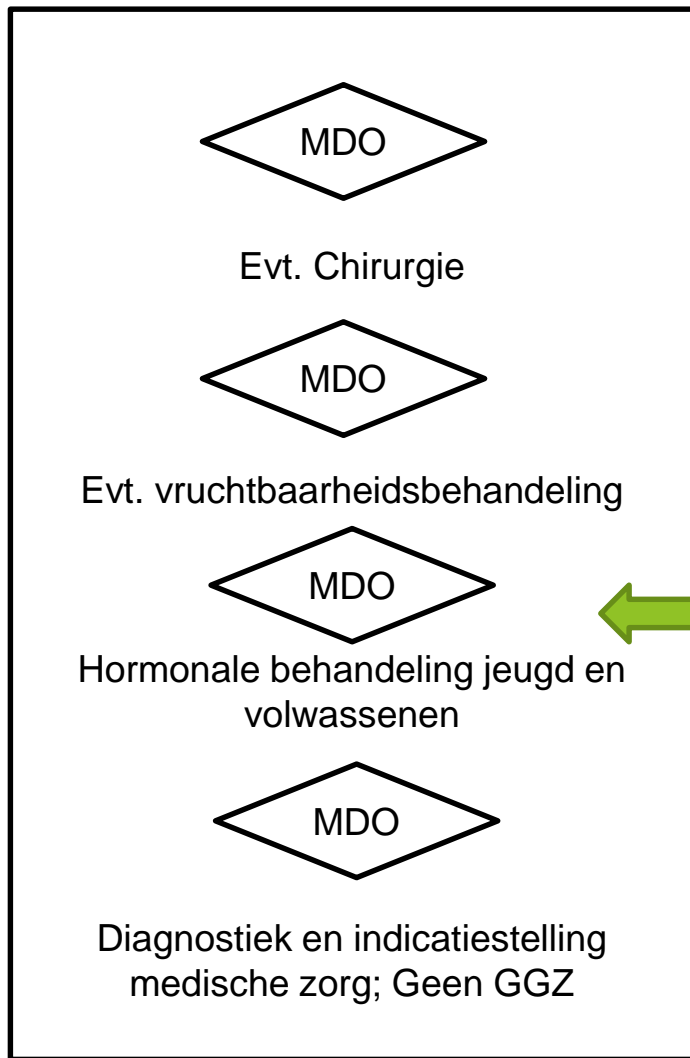 MDO
Evt. Chirurgie
MDO
Evt. vruchtbaarheidsbehandeling
MDO
Hormonale behandeling jeugd en
volwassenen
MDO
Diagnostiek en indicatiestelling
medische zorg; Geen GGZ